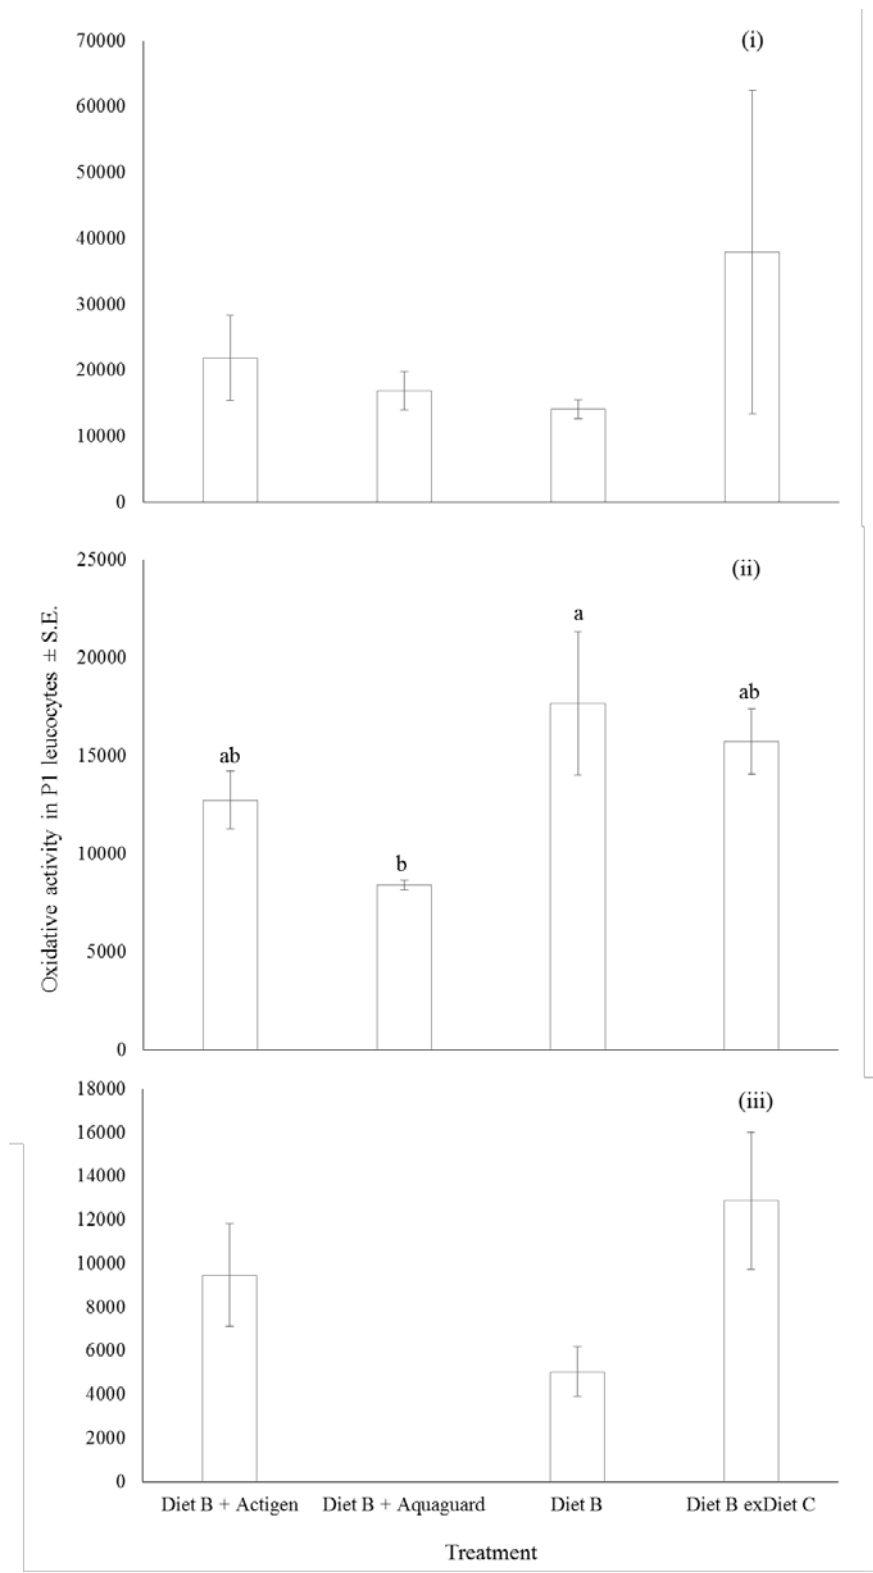 70000
(i)
60000
50000
40000
30000
20000
10000
0
25000
(ii)
a
20000
ab
ab
15000
b
10000
5000
0
Oxidative activity in P1 leucocytes ± S.E.
18000
(iii)
16000
14000
12000
10000
8000
6000
4000
2000
0
Diet B + Actigen Diet B + Aquaguard Diet B Diet B exDiet C
Treatment